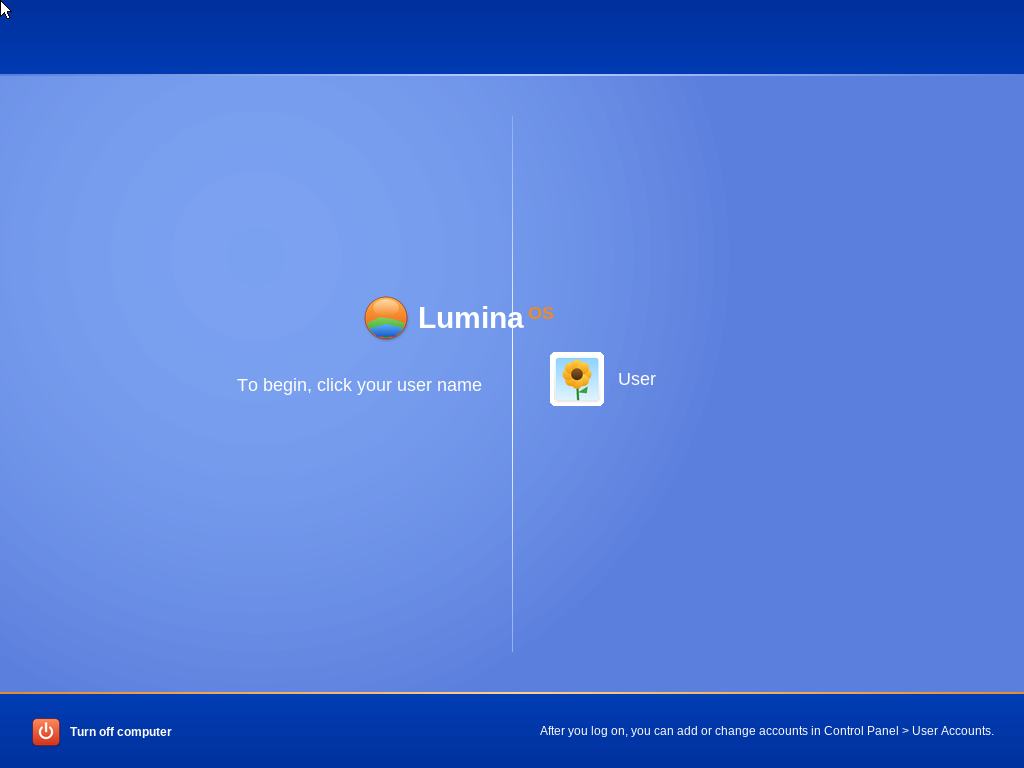 Lumina OS
To begin, click your user name
User
Turn off computer
After you log on, you can add or change accounts in Control Panel > User Accounts.